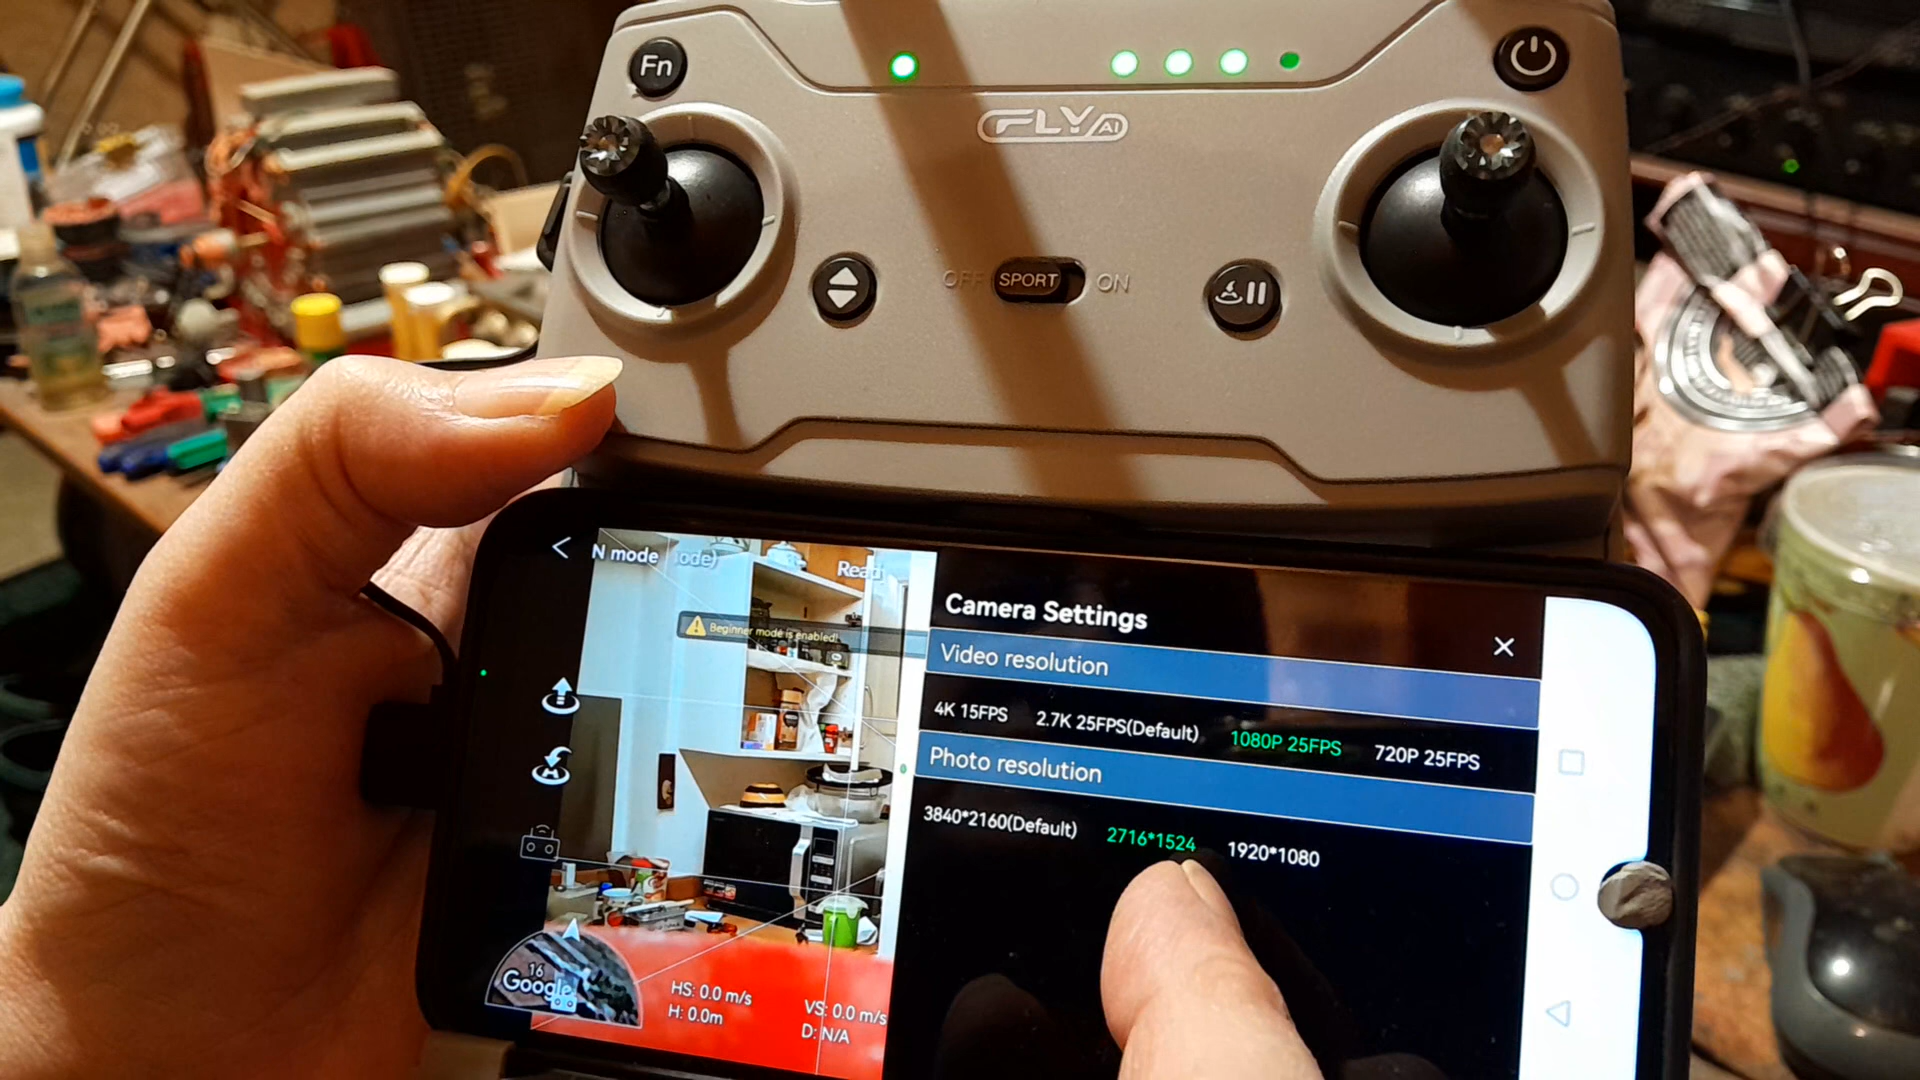 Fn
FLY AI
OFF SPORT ON
N mode
Beginner mode is enabled!
Camera Settings
Video resolution
4K 15FPS 2.7K 25FPS(Default) 1080P 25FPS 720P 25FPS
Photo resolution
3840*2160(Default) 2716*1524 1920*1080
16
Google
HS: 0.0 m/s VS: 0.0 m/s
H: 0.0m D: N/A